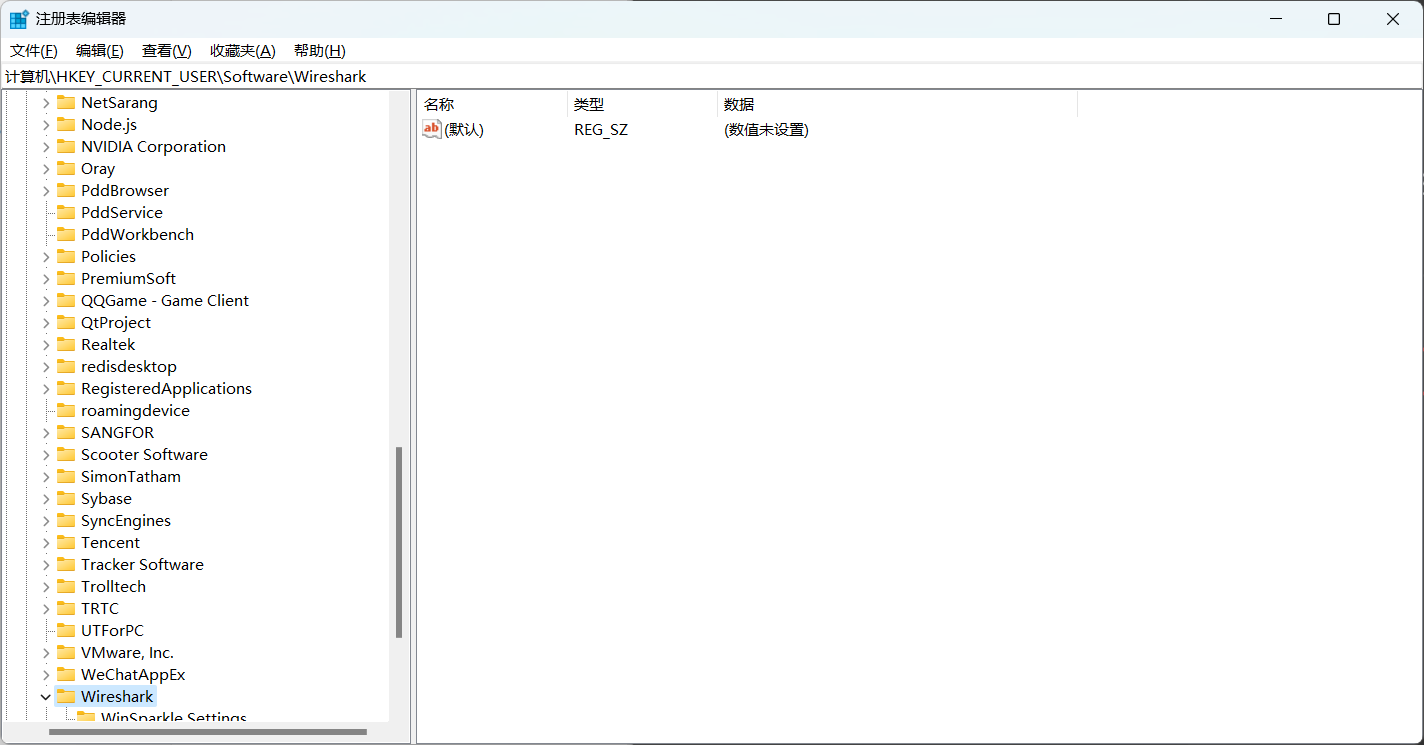 注册表编辑器
文件(F) 编辑(E) 查看(V) 收藏夹(A) 帮助(H)
计算机\HKEY_CURRENT_USER\Software\Wireshark
NetSarang
Node.js
NVIDIA Corporation
Oray
PddBrowser
PddService
PddWorkbench
Policies
PremiumSoft
QQGame - Game Client
QtProject
Realtek
redisdesktop
RegisteredApplications
roamingdevice
SANGFOR
Scooter Software
SimonTatham
Sybase
SyncEngines
Tencent
Tracker Software
Trolltech
TRTC
UTForPC
VMware, Inc.
WeChatAppEx
Wireshark
WinSparkle Settings
名称 类型 数据
ab (默认) REG_SZ (数值未设置)